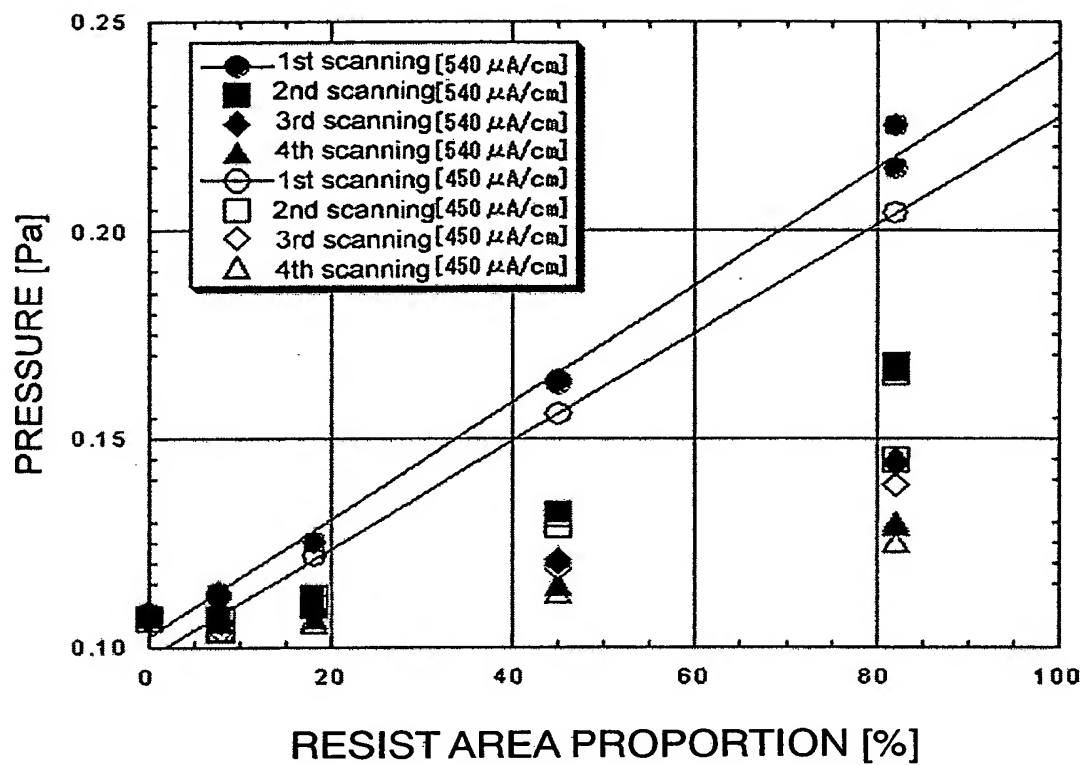 0.25
1st scanning [540 μA/cm]
2nd scanning [540 μA/cm]
3rd scanning [540 μA/cm]
4th scanning [540 μA/cm]
1st scanning [450 μA/cm]
2nd scanning [450 μA/cm]
3rd scanning [450 μA/cm]
4th scanning [450 μA/cm]
0.20
PRESSURE [Pa]
0.15
0.10
0 20 40 60 80 100
RESIST AREA PROPORTION [%]